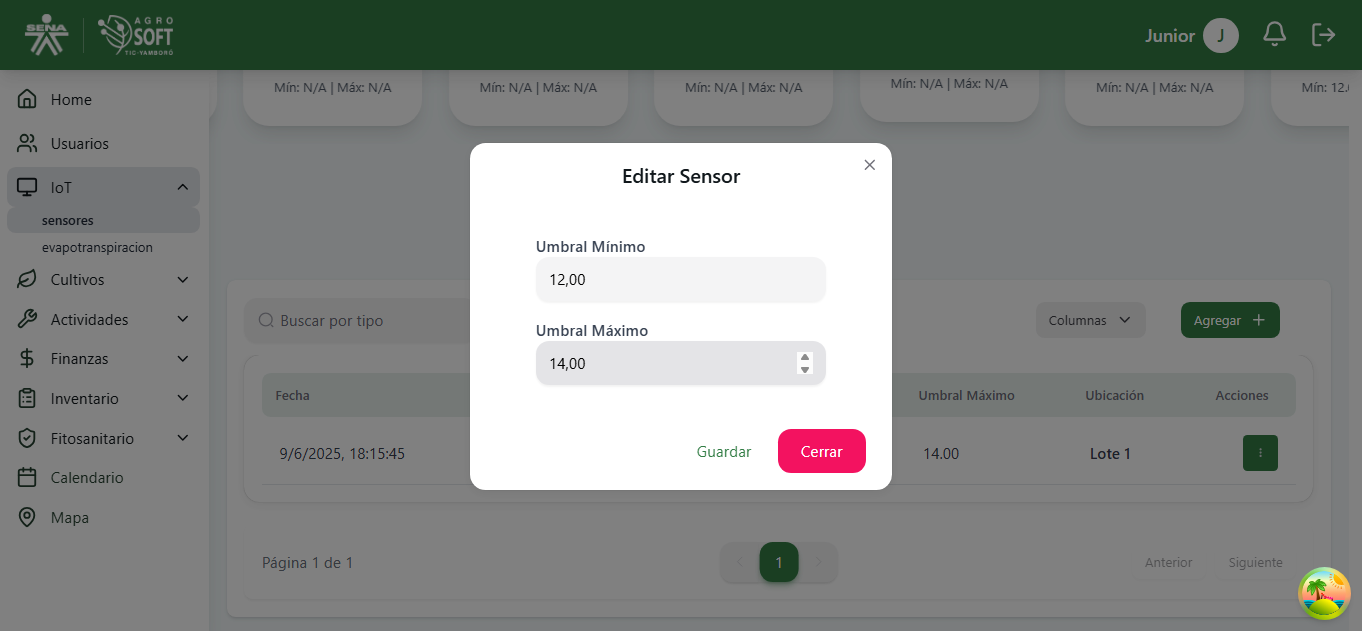 SENA
AGRO
SOFT
TIC-YAMBORÓ
Junior
J
Home
Usuarios
IoT
sensores
evapotranspiracion
Cultivos
Actividades
Finanzas
Inventario
Fitosanitario
Calendario
Mapa
Mín: N/A | Máx: N/A
Mín: N/A | Máx: N/A
Mín: N/A | Máx: N/A
Mín: N/A | Máx: N/A
Mín: N/A | Máx: N/A
Mín: 12.
Editar Sensor
Umbral Mínimo
12,00
Umbral Máximo
14,00
Guardar
Cerrar
Buscar por tipo
Columnas
Agregar
Fecha
Umbral Máximo
Ubicación
Acciones
9/6/2025, 18:15:45
14.00
Lote 1
Página 1 de 1
1
Anterior
Siguiente